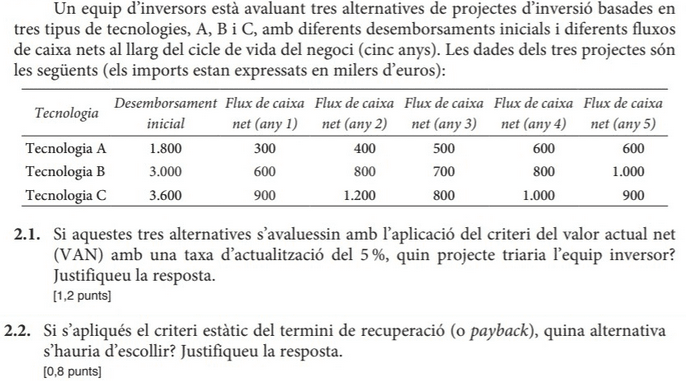 Un equip d'inversors està avaluant tres alternatives de projectes d'inversió basades en
tres tipus de tecnologies, A, B i C, amb diferents desemborsaments inicials i diferents fluxos
de caixa nets al llarg del cicle de vida del negoci (cinc anys). Les dades dels tres projectes són
les següents (els imports estan expressats en milers d'euros):
Tecnologia Desemborsament Flux de caixa Flux de caixa Flux de caixa Flux de caixa Flux de caixa
inicial net (any 1) net (any 2) net (any 3) net (any 4) net (any 5)
Tecnologia A 1.800 300 400 500 600 600
Tecnologia B 3.000 600 800 700 800 1.000
Tecnologia C 3.600 900 1.200 800 1.000 900
2.1. Si aquestes tres alternatives s'avaluessin amb l'aplicació del criteri del valor actual net
(VAN) amb una taxa d'actualització del 5 %, quin projecte triaria l'equip inversor?
Justifiqueu la resposta.
[1,2 punts]
2.2. Si s'apliqués el criteri estàtic del termini de recuperació (o payback), quina alternativa
s'hauria d'escollir? Justifiqueu la resposta.
[0,8 punts]